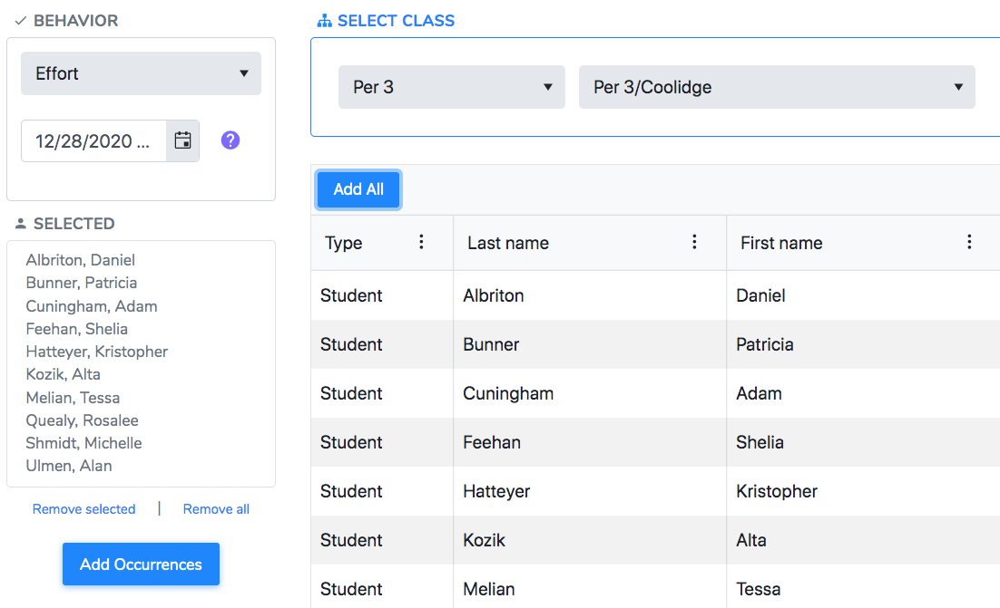 BEHAVIOR
Effort
12/28/2020 ...
?
SELECTED
Albriton, Daniel
Bunner, Patricia
Cuningham, Adam
Feehan, Shelia
Hatteyer, Kristopher
Kozik, Alta
Melian, Tessa
Quealy, Rosalee
Shmidt, Michelle
Ulmen, Alan
Remove selected | Remove all
Add Occurrences
SELECT CLASS
Per 3 Per 3/Coolidge
Add All
Type Last name First name
Student Albriton Daniel
Student Bunner Patricia
Student Cuningham Adam
Student Feehan Shelia
Student Hatteyer Kristopher
Student Kozik Alta
Student Melian Tessa